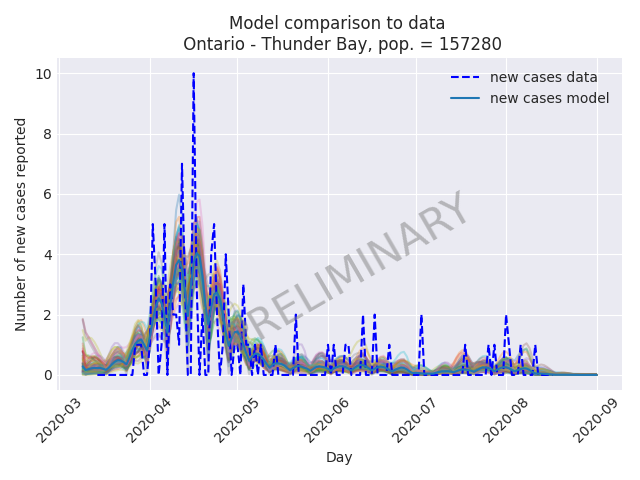 Model comparison to data
Ontario - Thunder Bay, pop. = 157280
new cases data
new cases model
Number of new cases reported
10
8
6
4
2
0
PRELIMINARY
2020-03
2020-04
2020-05
2020-06
2020-07
2020-08
2020-09
Day